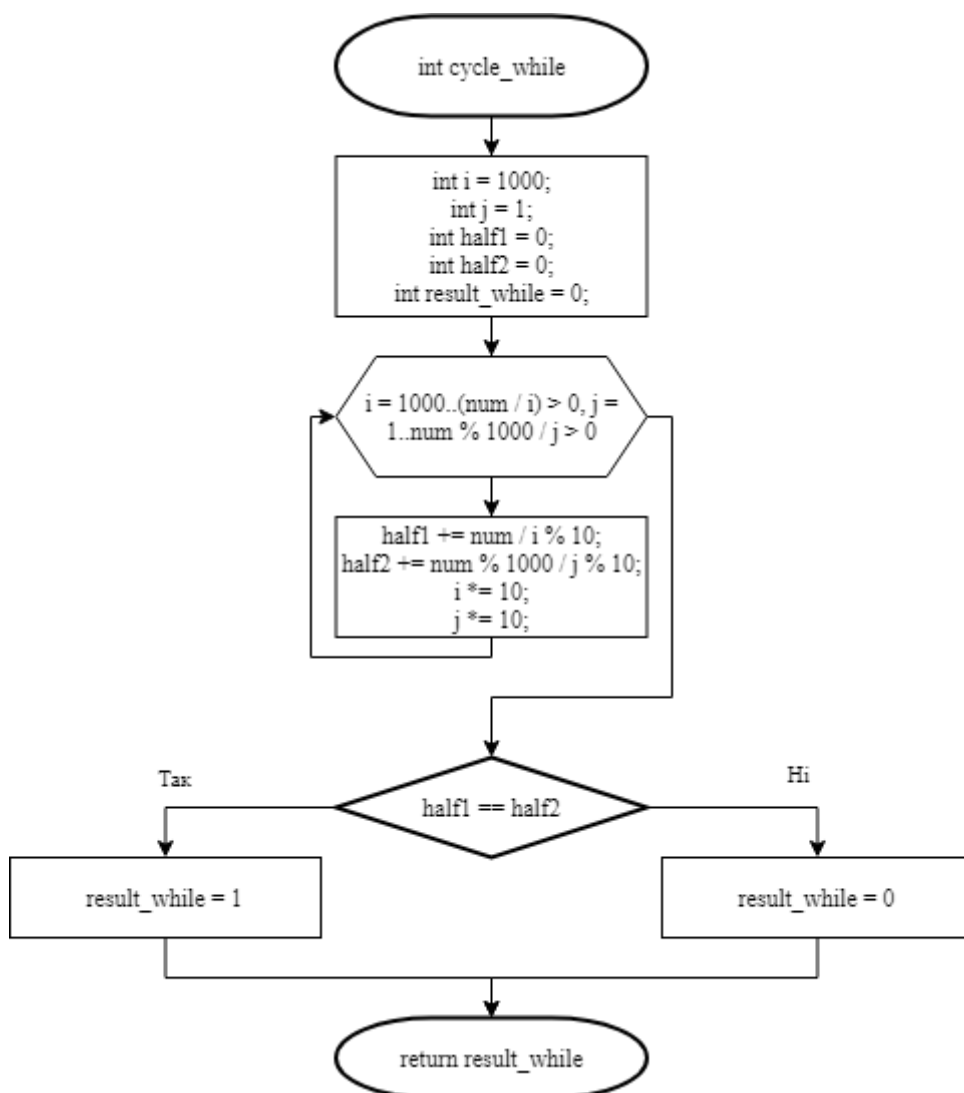 int cycle_while
int i = 1000;
int j = 1;
int half1 = 0;
int half2 = 0;
int result_while = 0;
i = 1000..(num / i) > 0, j =
1..num % 1000 / j > 0
half1 += num / i % 10;
half2 += num % 1000 / j % 10;
i *= 10;
j *= 10;
Так
Ні
half1 == half2
result_while = 1
result_while = 0
return result_while